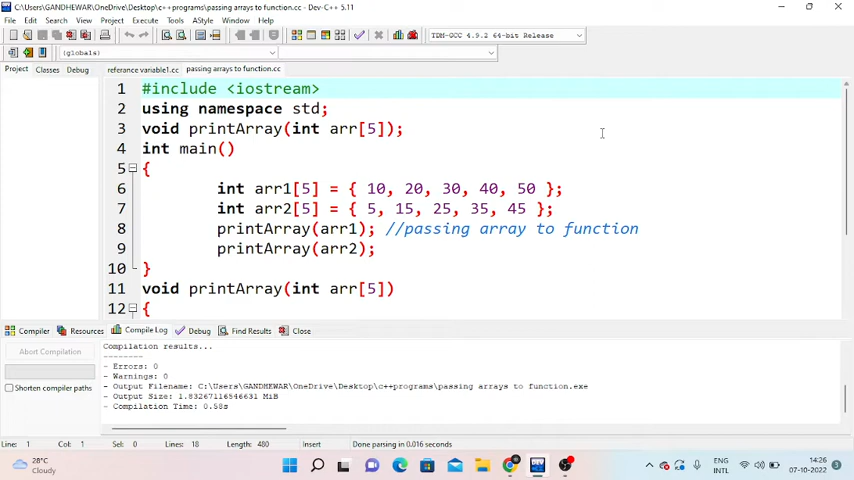 C:\Users\GANDHEWAR\OneDrive\Desktop\c++programs\passing arrays to function.cc - Dev-C++ 5.11
File Edit Search View Project Execute Tools AStyle Window Help
TDM-GCC 4.9.2 64-bit Release
(globals)
Project Classes Debug referance variable1.cc passing arrays to function.cc
1 #include <iostream>
2 using namespace std;
3 void printArray(int arr[5]);
4 int main()
5 {
6 int arr1[5] = { 10, 20, 30, 40, 50 };
7 int arr2[5] = { 5, 15, 25, 35, 45 };
8 printArray(arr1); //passing array to function
9 printArray(arr2);
10 }
11 void printArray(int arr[5])
12 {
Compiler Resources Compile Log Debug Find Results Close
Abort Compilation
Shorten compiler paths
Compilation results...
--------
- Errors: 0
- Warnings: 0
- Output Filename: C:\Users\GANDHEWAR\OneDrive\Desktop\c++programs\passing arrays to function.exe
- Output Size: 1.83267116546631 MiB
- Compilation Time: 0.58s
Line: 1 Col: 1 Sel: 0 Lines: 18 Length: 480 Insert Done parsing in 0.016 seconds
28°C
Cloudy
ENG
INTL
14:26
07-10-2022